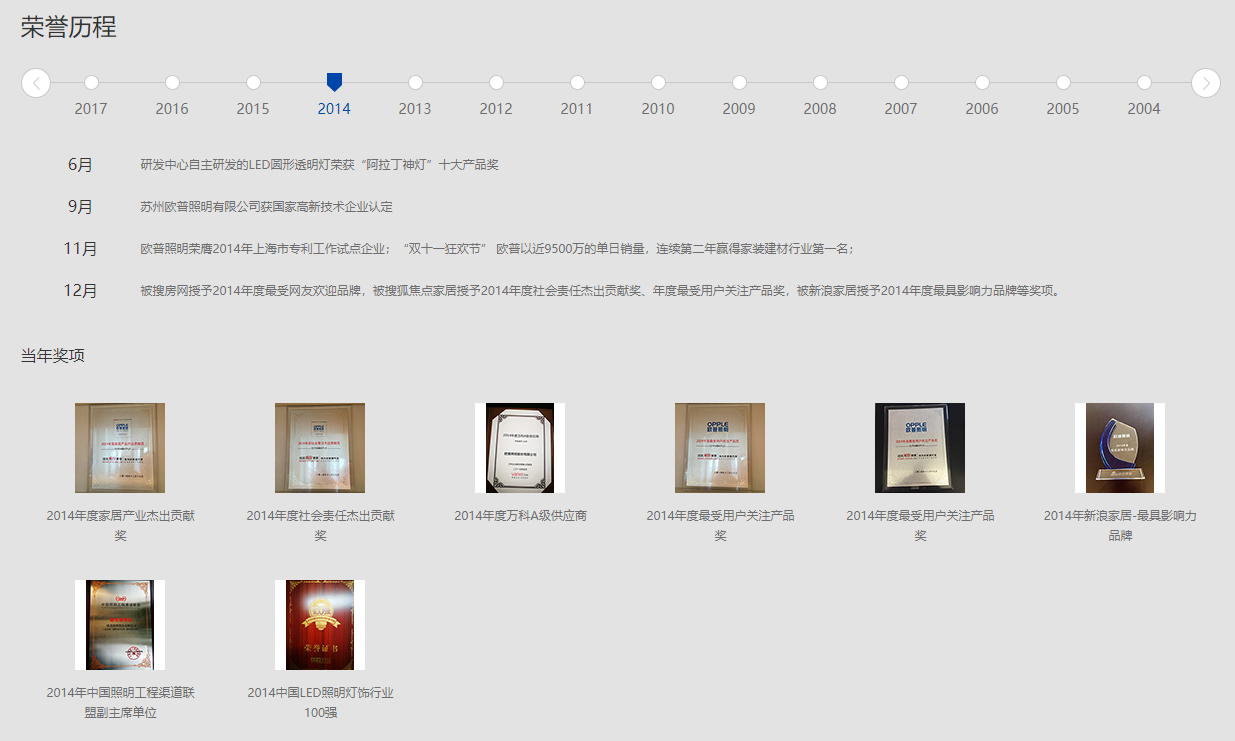 荣誉历程
2017 2016 2015 2014 2013 2012 2011 2010 2009 2008 2007 2006 2005 2004
6月 研发中心自主研发的LED圆形透明灯荣获“阿拉丁神灯”十大产品奖
9月 苏州欧普照明有限公司获国家高新技术企业认定
11月 欧普照明荣膺2014年上海市专利工作试点企业；“双十一狂欢节” 欧普以近9500万的单日销量，连续第二年赢得家装建材行业第一名；
12月 被搜房网授予2014年度最受网友欢迎品牌，被搜狐焦点家居授予2014年度社会责任杰出贡献奖、年度最受用户关注产品奖，被新浪家居授予2014年度最具影响力品牌等奖项。
当年奖项
OPPLE
欧普照明
荣誉证书
2014年度家居产业杰出贡献
奖
2014年度社会责任杰出贡献
奖
2014年度万科A级供应商
2014年度最受用户关注产品
奖
2014年度最受用户关注产品
奖
2014年新浪家居-最具影响力
品牌
2014年中国照明工程渠道联
盟副主席单位
2014中国LED照明灯饰行业
100强